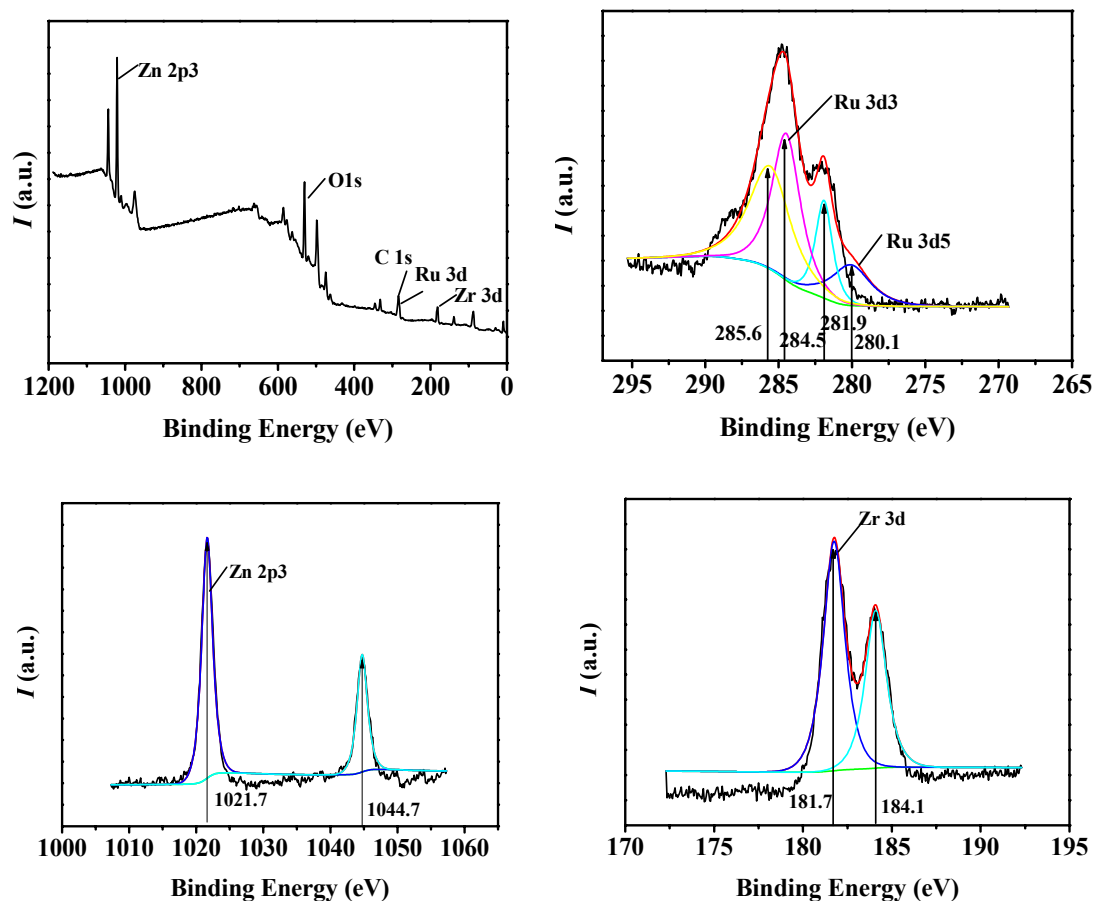 Zn 2p3
O1s
C 1s
Ru 3d
Zr 3d
I (a.u.)
1200 1000 800 600 400 200 0
Binding Energy (eV)
Ru 3d3
Ru 3d5
I (a.u.)
285.6 284.5 281.9 280.1
295 290 285 280 275 270 265
Binding Energy (eV)
Zn 2p3
I (a.u.)
1021.7 1044.7
1000 1010 1020 1030 1040 1050 1060
Binding Energy (eV)
Zr 3d
I (a.u.)
181.7 184.1
170 175 180 185 190 195
Binding Energy (eV)